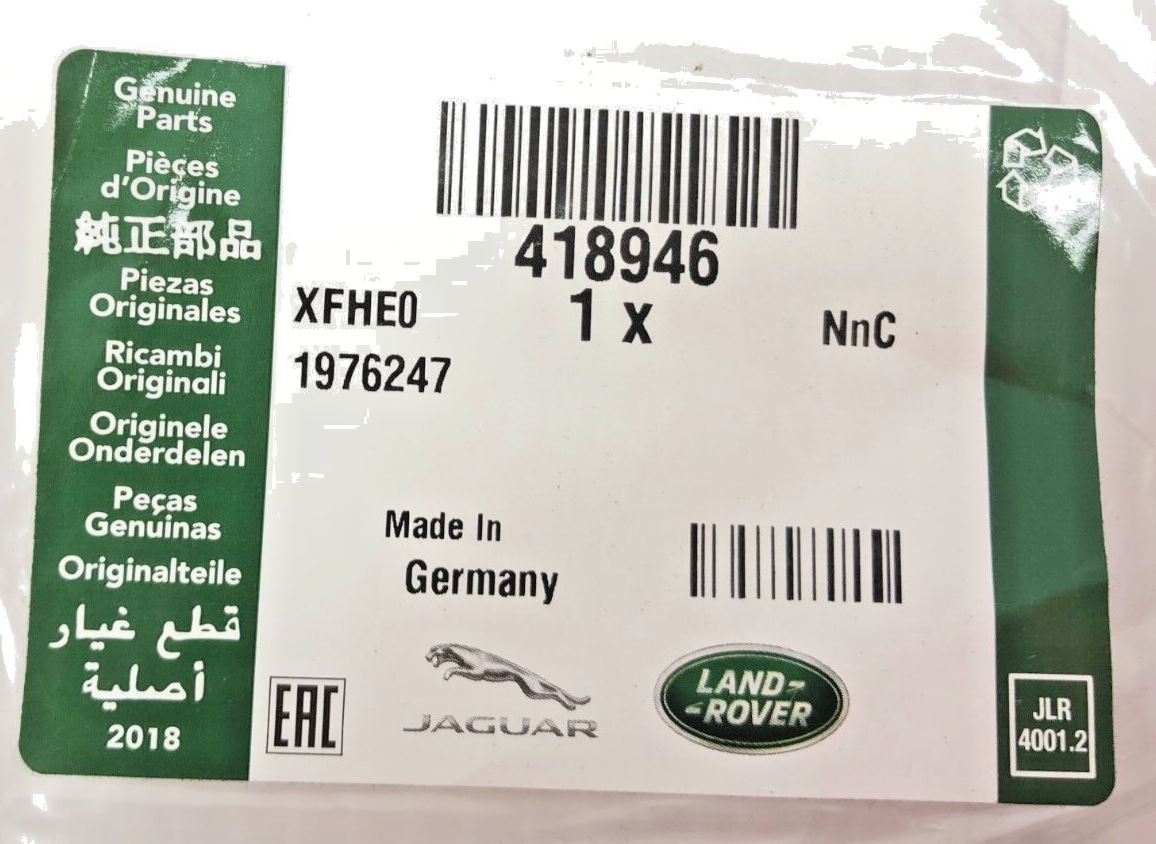 Genuine
Parts
Pièces
d'Origine
純正部品
Piezas
Originales
Ricambi
Originali
Originele
Onderdelen
Peças
Genuinas
Originalteile
قطع غيار
أصلية
2018
418946
XFHE0
1 x
NnC
1976247
Made In
Germany
EAC
JAGUAR
LAND-
-ROVER
JLR
4001.2